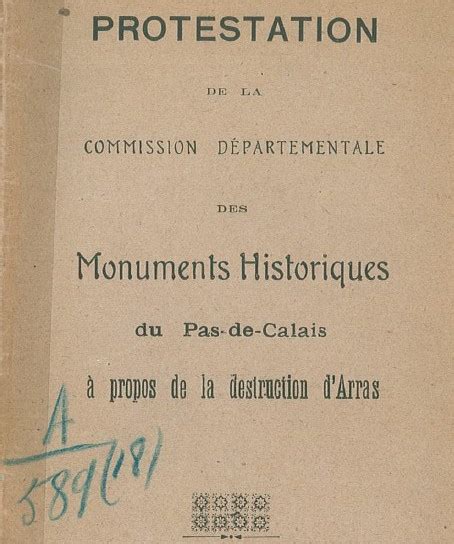 PROTESTATION
DE LA
COMMISSION DÉPARTEMENTALE
DES
Monuments Historiques
du Pas-de-Calais
à propos de la destruction d'Arras
A
589 (18)